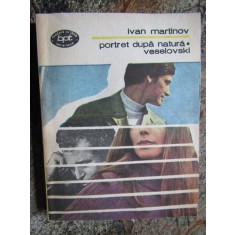 bpt
ivan martinov
portret după natură •
veselovski